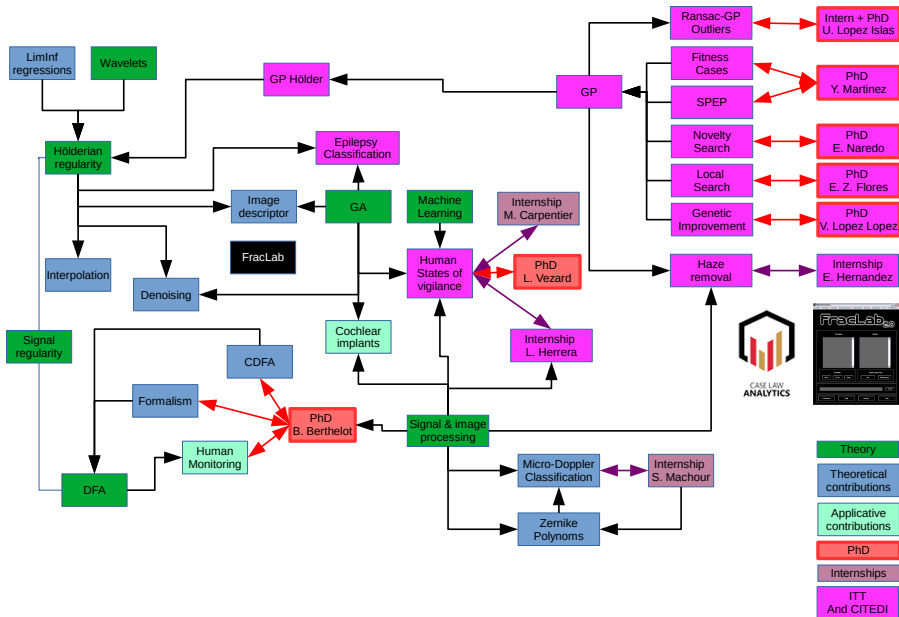 Ransac-GP
Outliers
Intern + PhD
U. Lopez Islas
LimInf
regressions
Wavelets
GP Hölder
GP
Fitness
Cases
PhD
Y. Martinez
SPEP
Hölderian
regularity
Epilepsy
Classification
Novelty
Search
PhD
E. Naredo
Local
Search
PhD
E. Z. Flores
Image
descriptor
GA
Machine
Learning
Internship
M. Carpentier
Genetic
Improvement
PhD
V. Lopez Lopez
FracLab
Interpolation
Denoising
Human
States of
vigilance
PhD
L. Vezard
Haze
removal
Internship
E. Hernandez
Signal
regularity
Cochlear
implants
Internship
L. Herrera
CASE LAW
ANALYTICS
FracLab
CDFA
Formalism
PhD
B. Berthelot
Signal & image
processing
Human
Monitoring
DFA
Micro-Doppler
Classification
Internship
S. Machour
Zernike
Polynoms
Theory
Theoretical
contributions
Applicative
contributions
PhD
Internships
ITT
And CITEDI